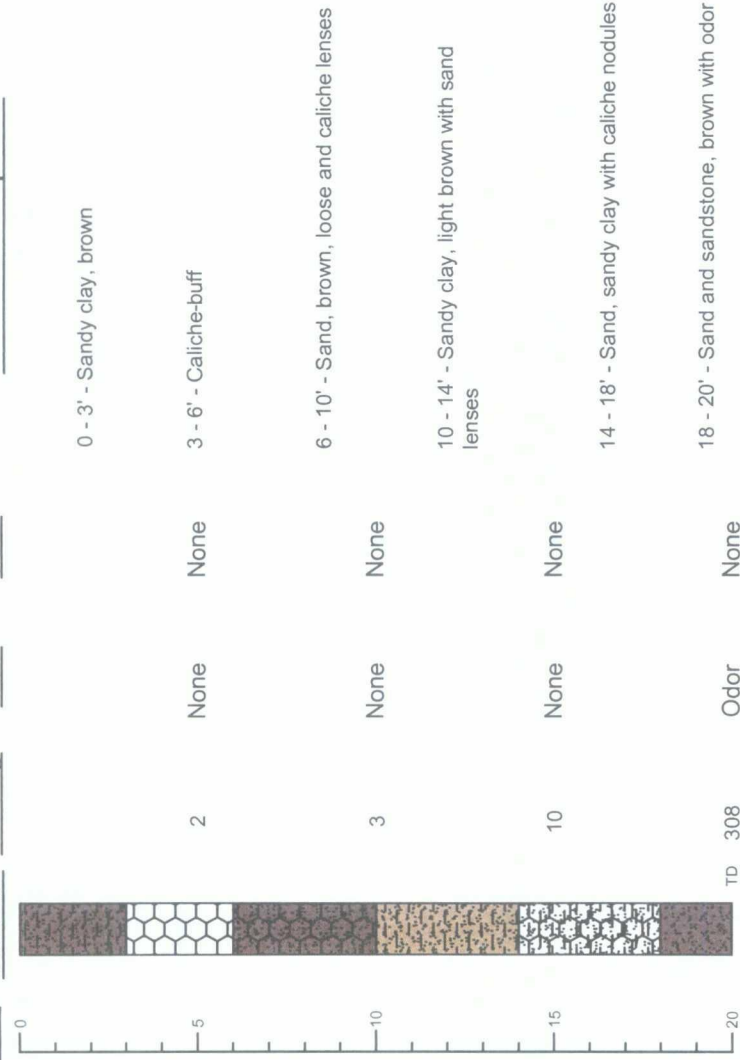 0
0 - 3' - Sandy clay, brown
5
2
None
None
3 - 6' - Caliche-buff
6 - 10' - Sand, brown, loose and caliche lenses
10
3
None
None
10 - 14' - Sandy clay, light brown with sand
lenses
15
10
None
None
14 - 18' - Sand, sandy clay with caliche nodules
20
TD
308
Odor
None
18 - 20' - Sand and sandstone, brown with odor